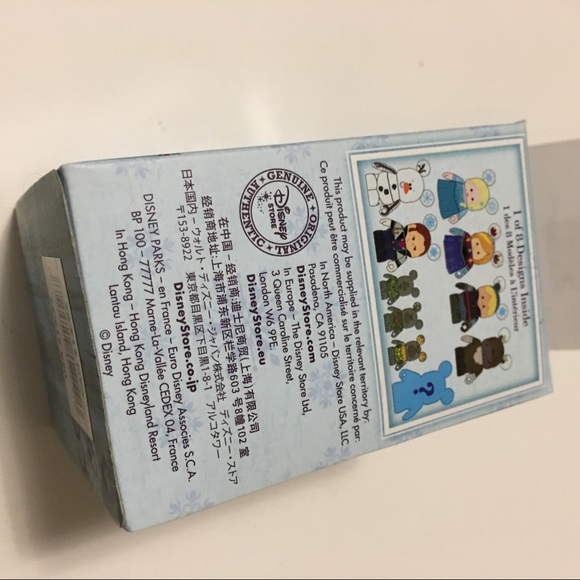 1 of 8 Designs Inside
1 des 8 Modèles à L'intérieur
?
GENUINE • ORIGINAL • AUTHENTIC
Disney
STORE
This product may be supplied in the relevant territory by:
Ce produit peut être commercialisé sur le territoire concerné par:
In North America – Disney Store USA, LLC
Pasadena, CA 91105
DisneyStore.com
In Europe – The Disney Store Ltd,
3 Queen Caroline Street,
London W6 9PE.
DisneyStore.eu
在中国 - 经销商:迪士尼商贸(上海)有限公司
经销商地址:上海市浦东新区栏学路603号8幢102室
DisneyStore.co.jp
日本国内 – ウォルト・ディズニー・ジャパン株式会社 ディズニー・ストア
〒153-8922 東京都目黒区下目黒1-8-1 アルコタワー
DISNEY PARKS – en France – Euro Disney Associés S.C.A.
BP 100 – 77777 Marne-La-Vallée CEDEX 04, France
In Hong Kong – Hong Kong Disneyland Resort
Lantau Island, Hong Kong
© Disney